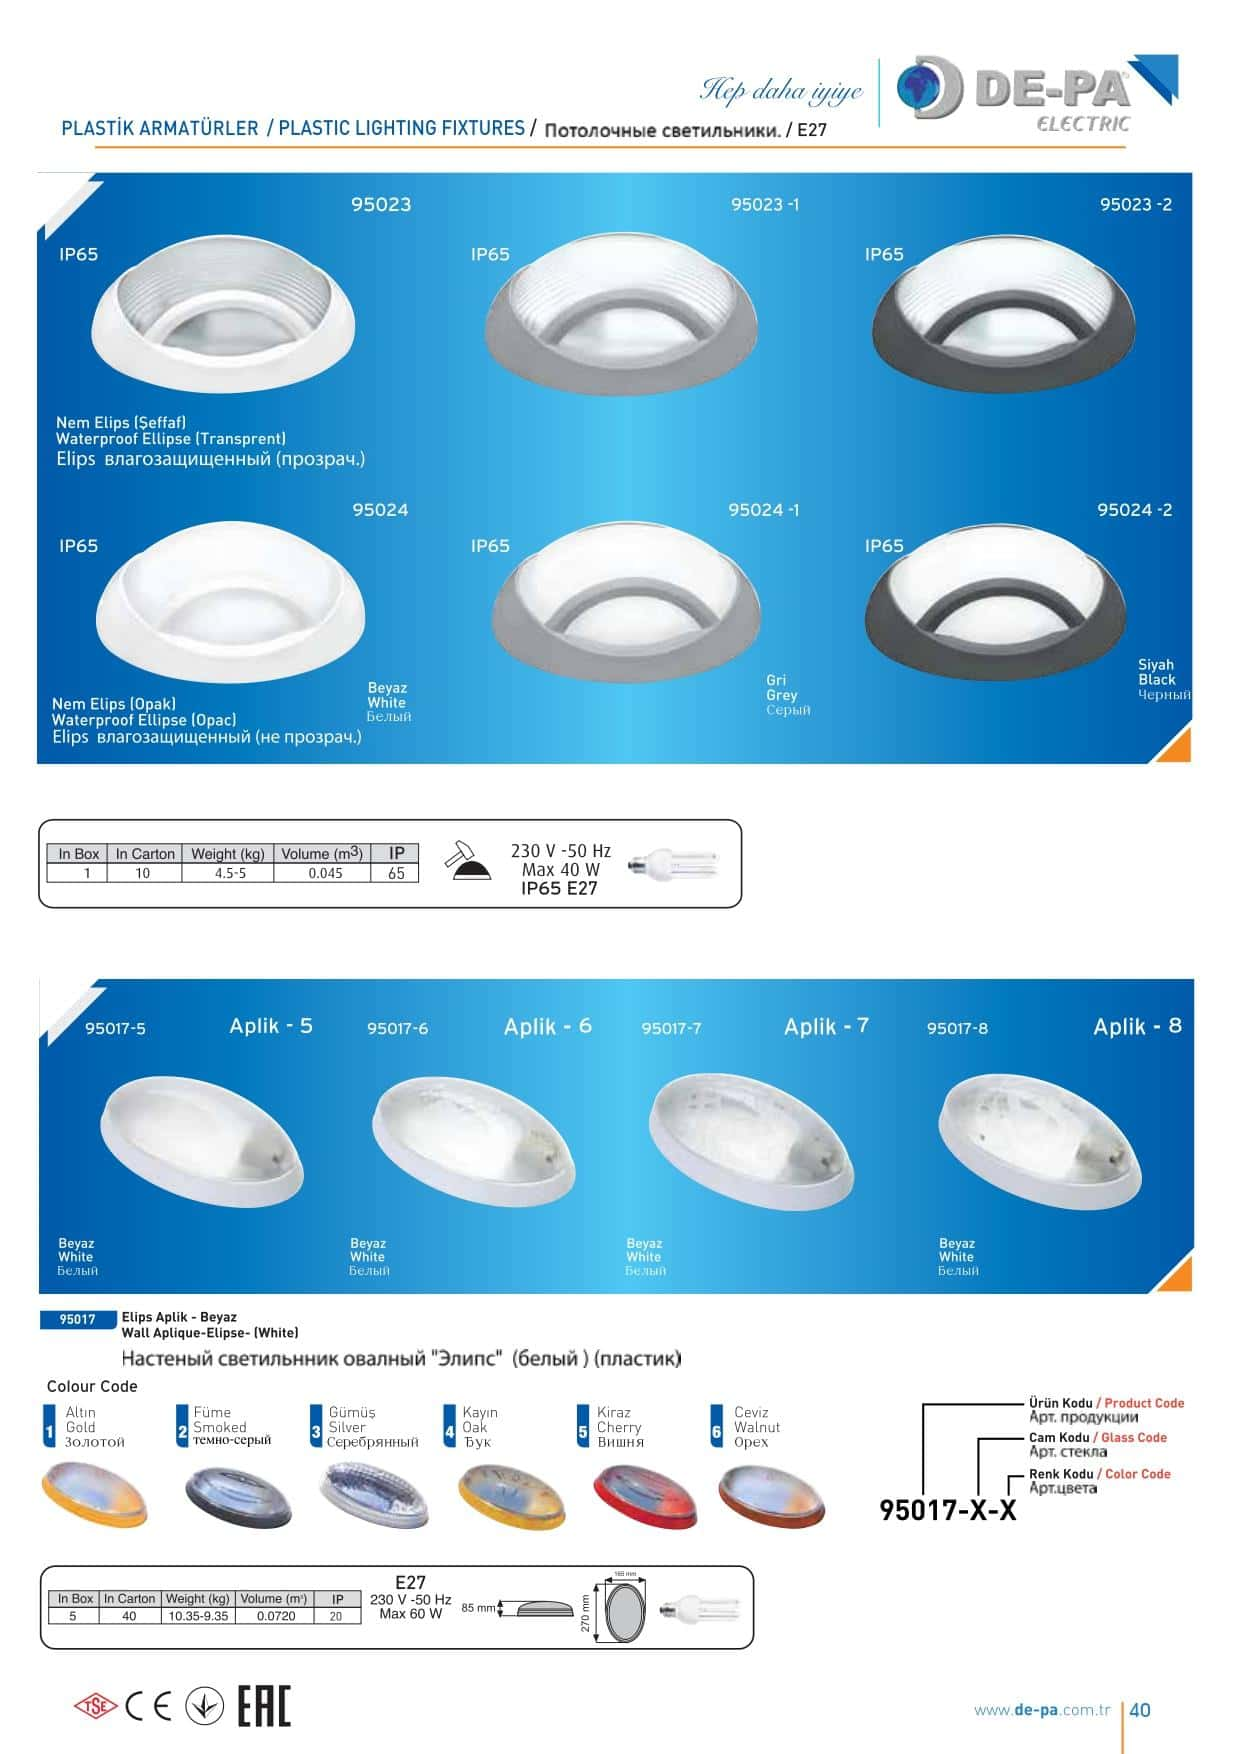 Hep daha iyiye
DE-PA
ELECTRIC
PLASTİK ARMATÜRLER / PLASTIC LIGHTING FIXTURES / Потолочные светильники. / E27
95023
95023 -1
95023 -2
IP65
IP65
IP65
Nem Elips (Şeffaf)
Waterproof Ellipse (Transprent)
Elips влагозащищенный (прозрач.)
95024
95024 -1
95024 -2
IP65
IP65
IP65
Beyaz
White
Белый
Gri
Grey
Серый
Siyah
Black
Черный
Nem Elips (Opak)
Waterproof Ellipse (Opac)
Elips влагозащищенный (не прозрач.)
In Box In Carton Weight (kg) Volume (m3) IP
1 10 4.5-5 0.045 65
230 V -50 Hz
Max 40 W
IP65 E27
95017-5 Aplik - 5
95017-6 Aplik - 6
95017-7 Aplik - 7
95017-8 Aplik - 8
Beyaz
White
Белый
Beyaz
White
Белый
Beyaz
White
Белый
Beyaz
White
Белый
95017
Elips Aplik - Beyaz
Wall Aplique-Elipse- (White)
Настеный светильнник овалный "Элипс" (белый ) (пластик)
Colour Code
1
Altın
Gold
Золотой
2
Füme
Smoked
темно-серый
3
Gümüş
Silver
Серебрянный
4
Kayın
Oak
Ђук
5
Kiraz
Cherry
Вишня
6
Ceviz
Walnut
Орех
Ürün Kodu / Product Code
Арт. продукции
Cam Kodu / Glass Code
Арт. стекла
Renk Kodu / Color Code
Арт.цвета
95017-X-X
In Box In Carton Weight (kg) Volume (m³) IP
5 40 10.35-9.35 0.0720 20
E27
230 V -50 Hz
Max 60 W
85 mm
165 mm
270 mm
TSE
CE
EAC
www.de-pa.com.tr 40